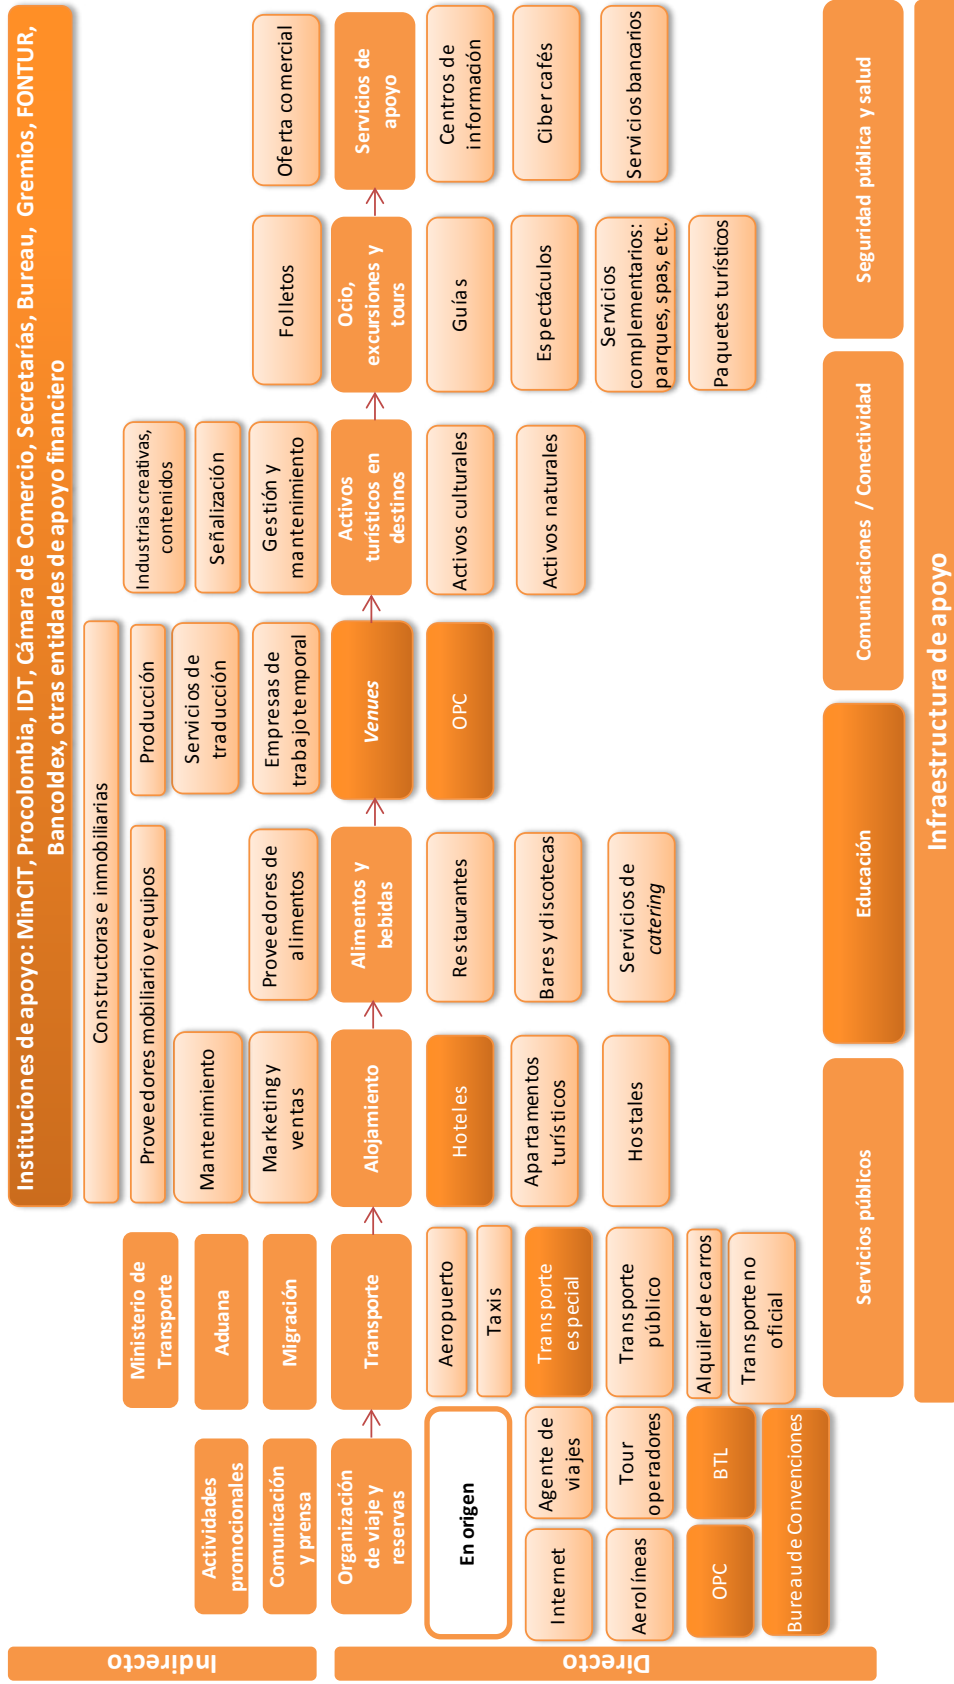 Instituciones de apoyo: MinCIT, Procolombia, IDT, Cámara de Comercio, Secretarías, Bureau, Gremios, FONTUR,
Bancoldex, otras entidades de apoyo financiero
Indirecto
Constructoras e inmobiliarias
Ministerio de
Transporte
Proveedores mobiliario y equipos
Producción
Industrias creativas,
contenidos
Actividades
promocionales
Aduana
Mantenimiento
Servicios de
traducción
Señalización
Comunicación
y prensa
Migración
Marketing y
ventas
Proveedores de
alimentos
Empresas de
trabajo temporal
Gestión y
mantenimiento
Folletos
Oferta comercial
Directo
Organización
de viaje y
reservas
Transporte
Alojamiento
Alimentos y
bebidas
Venues
Activos
turísticos en
destinos
Ocio,
excursiones y
tours
Servicios de
apoyo
En origen
Internet
Agente de
viajes
Aerolíneas
Tour
operadores
OPC
BTL
Bureau de Convenciones
Aeropuerto
Taxis
Transporte
especial
Transporte
público
Alquiler de carros
Transporte no
oficial
Hoteles
Apartamentos
turísticos
Hostales
Restaurantes
Bares y discotecas
Servicios de
catering
OPC
Activos culturales
Activos naturales
Guías
Espectáculos
Servicios
complementarios:
parques, spas, etc.
Paquetes turísticos
Centros de
información
Ciber cafés
Servicios bancarios
Servicios públicos
Educación
Comunicaciones / Conectividad
Seguridad pública y salud
Infraestructura de apoyo